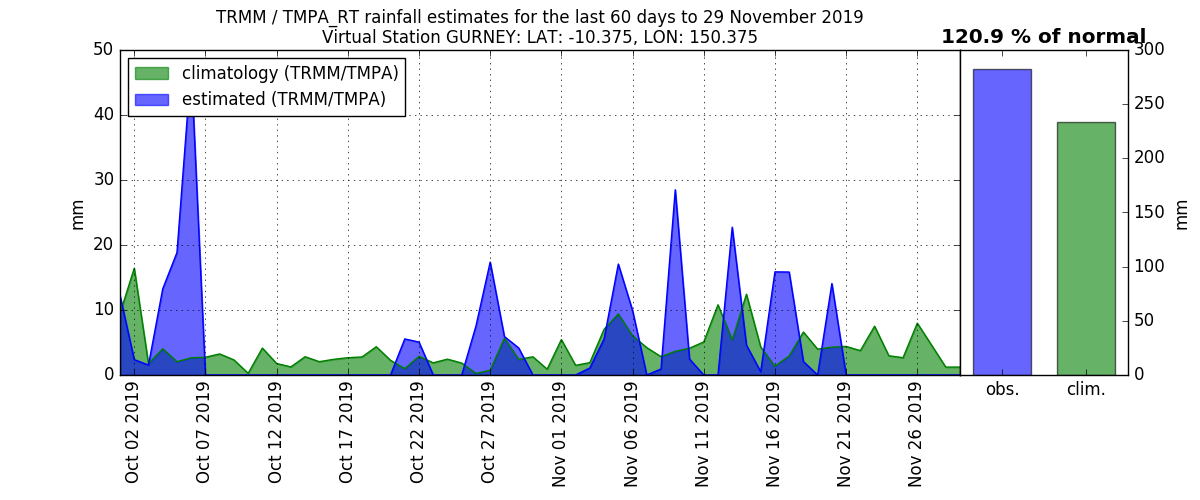 TRMM / TMPA_RT rainfall estimates for the last 60 days to 29 November 2019
Virtual Station GURNEY: LAT: -10.375, LON: 150.375
120.9 % of normal
climatology (TRMM/TMPA)
estimated (TRMM/TMPA)
50
40
30
20
10
0
mm
Oct 02 2019
Oct 07 2019
Oct 12 2019
Oct 17 2019
Oct 22 2019
Oct 27 2019
Nov 01 2019
Nov 06 2019
Nov 11 2019
Nov 16 2019
Nov 21 2019
Nov 26 2019
obs.
clim.
300
250
200
150
100
50
0
mm